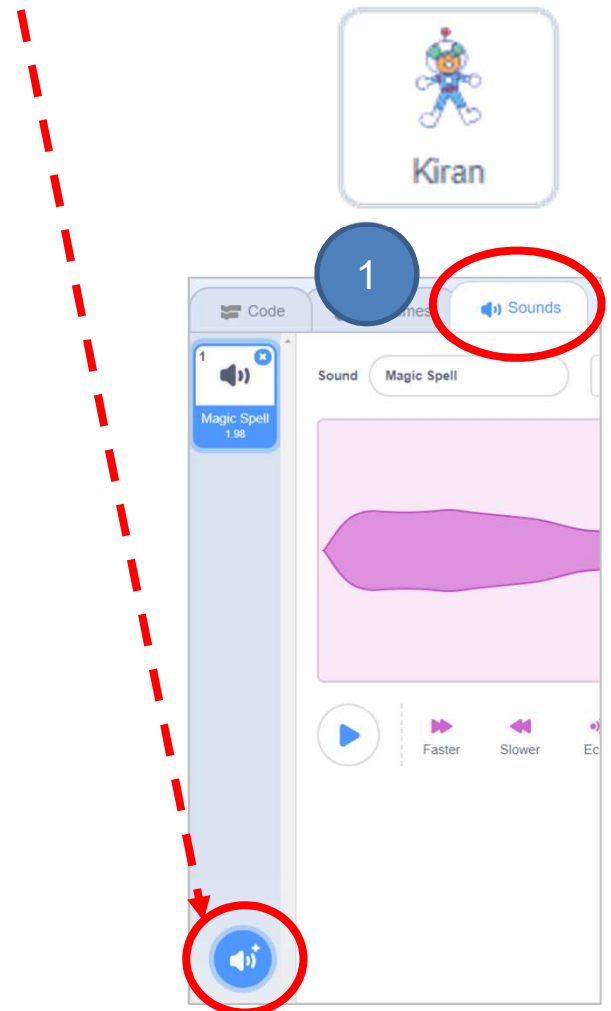 Kiran
1
Code
Sounds
1
Magic Spell
1.98
Sound
Magic Spell
Faster
Slower